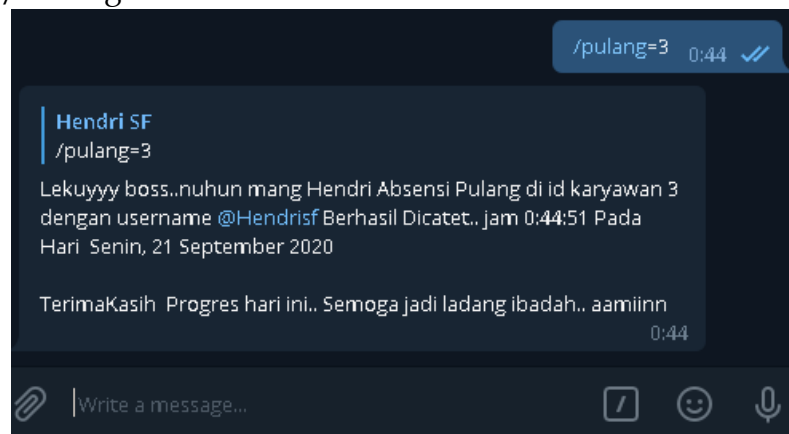 /pulang=3 0:44
Hendri SF
/pulang=3
Lekuyyy boss..nuhun mang Hendri Absensi Pulang di id karyawan 3
dengan username @Hendrisf Berhasil Dicatet.. jam 0:44:51 Pada
Hari Senin, 21 September 2020
TerimaKasih Progres hari ini.. Semoga jadi ladang ibadah.. aamiinn
0:44
Write a message...